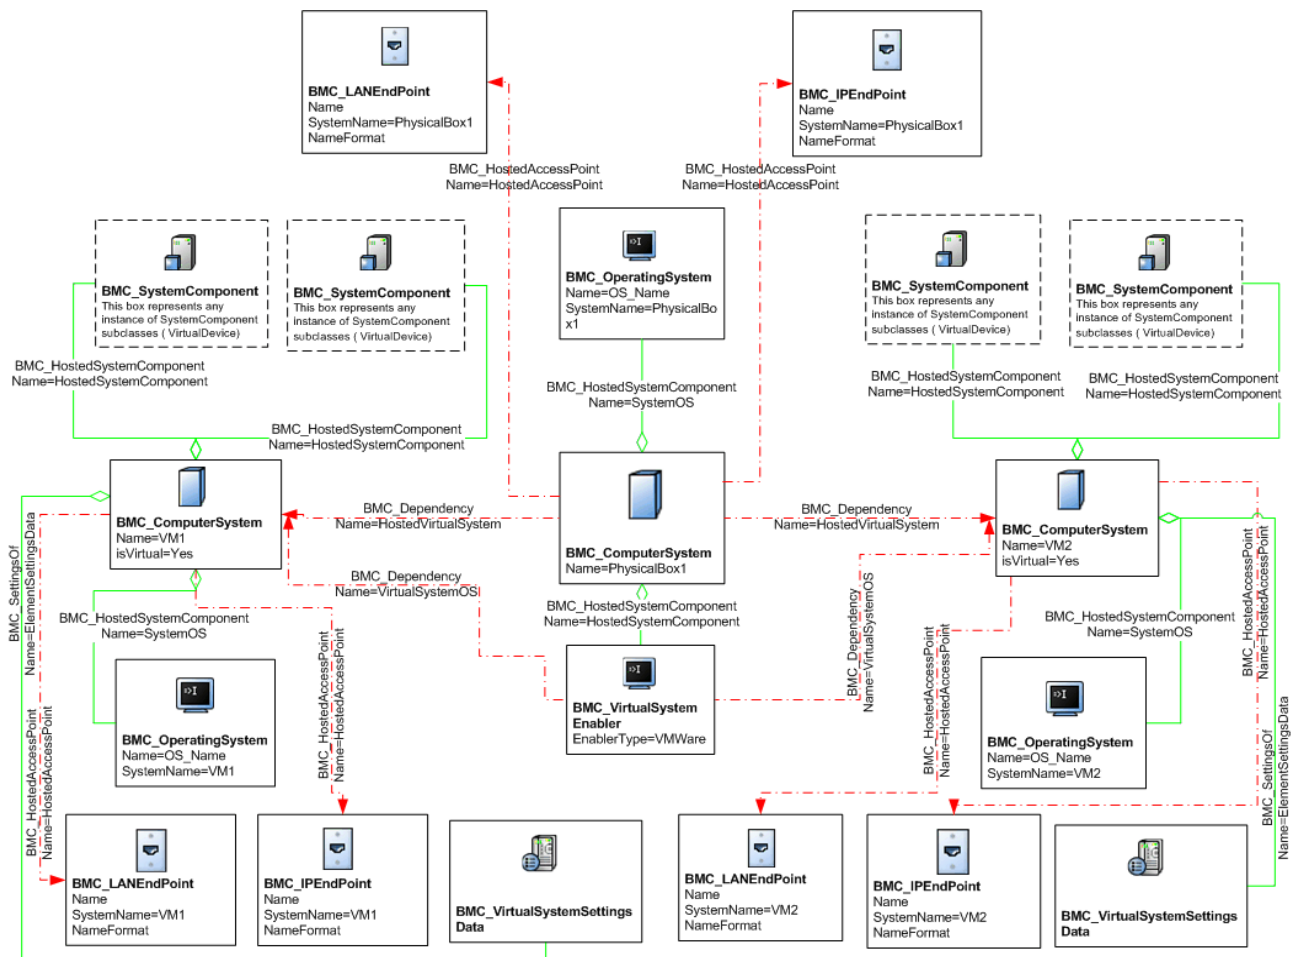 BMC_LANEndPoint
Name
SystemName=PhysicalBox1
NameFormat
BMC_IPEndPoint
Name
SystemName=PhysicalBox1
NameFormat
BMC_HostedAccessPoint
Name=HostedAccessPoint
BMC_HostedAccessPoint
Name=HostedAccessPoint
BMC_SystemComponent
This box represents any
instance of SystemComponent
subclasses ( VirtualDevice)
BMC_SystemComponent
This box represents any
instance of SystemComponent
subclasses ( VirtualDevice)
BMC_OperatingSystem
Name=OS_Name
SystemName=PhysicalBo
x1
BMC_SystemComponent
This box represents any
instance of SystemComponent
subclasses ( VirtualDevice)
BMC_SystemComponent
This box represents any
instance of SystemComponent
subclasses ( VirtualDevice)
BMC_HostedSystemComponent
Name=HostedSystemComponent
BMC_HostedSystemComponent
Name=HostedSystemComponent
BMC_HostedSystemComponent
Name=SystemOS
BMC_HostedSystemComponent
Name=HostedSystemComponent
BMC_HostedSystemComponent
Name=HostedSystemComponent
BMC_ComputerSystem
Name=VM1
isVirtual=Yes
BMC_Dependency
Name=HostedVirtualSystem
BMC_ComputerSystem
Name=PhysicalBox1
BMC_Dependency
Name=HostedVirtualSystem
BMC_ComputerSystem
Name=VM2
isVirtual=Yes
BMC_Dependency
Name=VirtualSystemOS
BMC_HostedSystemComponent
Name=HostedSystemComponent
BMC_Dependency
Name=VirtualSystemOS
BMC_SettingsOf
Name=ElementSettingsData
BMC_HostedSystemComponent
Name=SystemOS
BMC_HostedAccessPoint
Name=HostedAccessPoint
BMC_HostedAccessPoint
Name=HostedAccessPoint
BMC_HostedAccessPoint
Name=HostedAccessPoint
BMC_HostedSystemComponent
Name=SystemOS
BMC_HostedAccessPoint
Name=HostedAccessPoint
BMC_SettingsOf
Name=ElementSettingsData
BMC_OperatingSystem
Name=OS_Name
SystemName=VM1
BMC_VirtualSystem
Enabler
EnablerType=VMWare
BMC_OperatingSystem
Name=OS_Name
SystemName=VM2
BMC_LANEndPoint
Name
SystemName=VM1
NameFormat
BMC_IPEndPoint
Name
SystemName=VM1
NameFormat
BMC_VirtualSystemSettings
Data
BMC_LANEndPoint
Name
SystemName=VM2
NameFormat
BMC_IPEndPoint
Name
SystemName=VM2
NameFormat
BMC_VirtualSystemSettings
Data